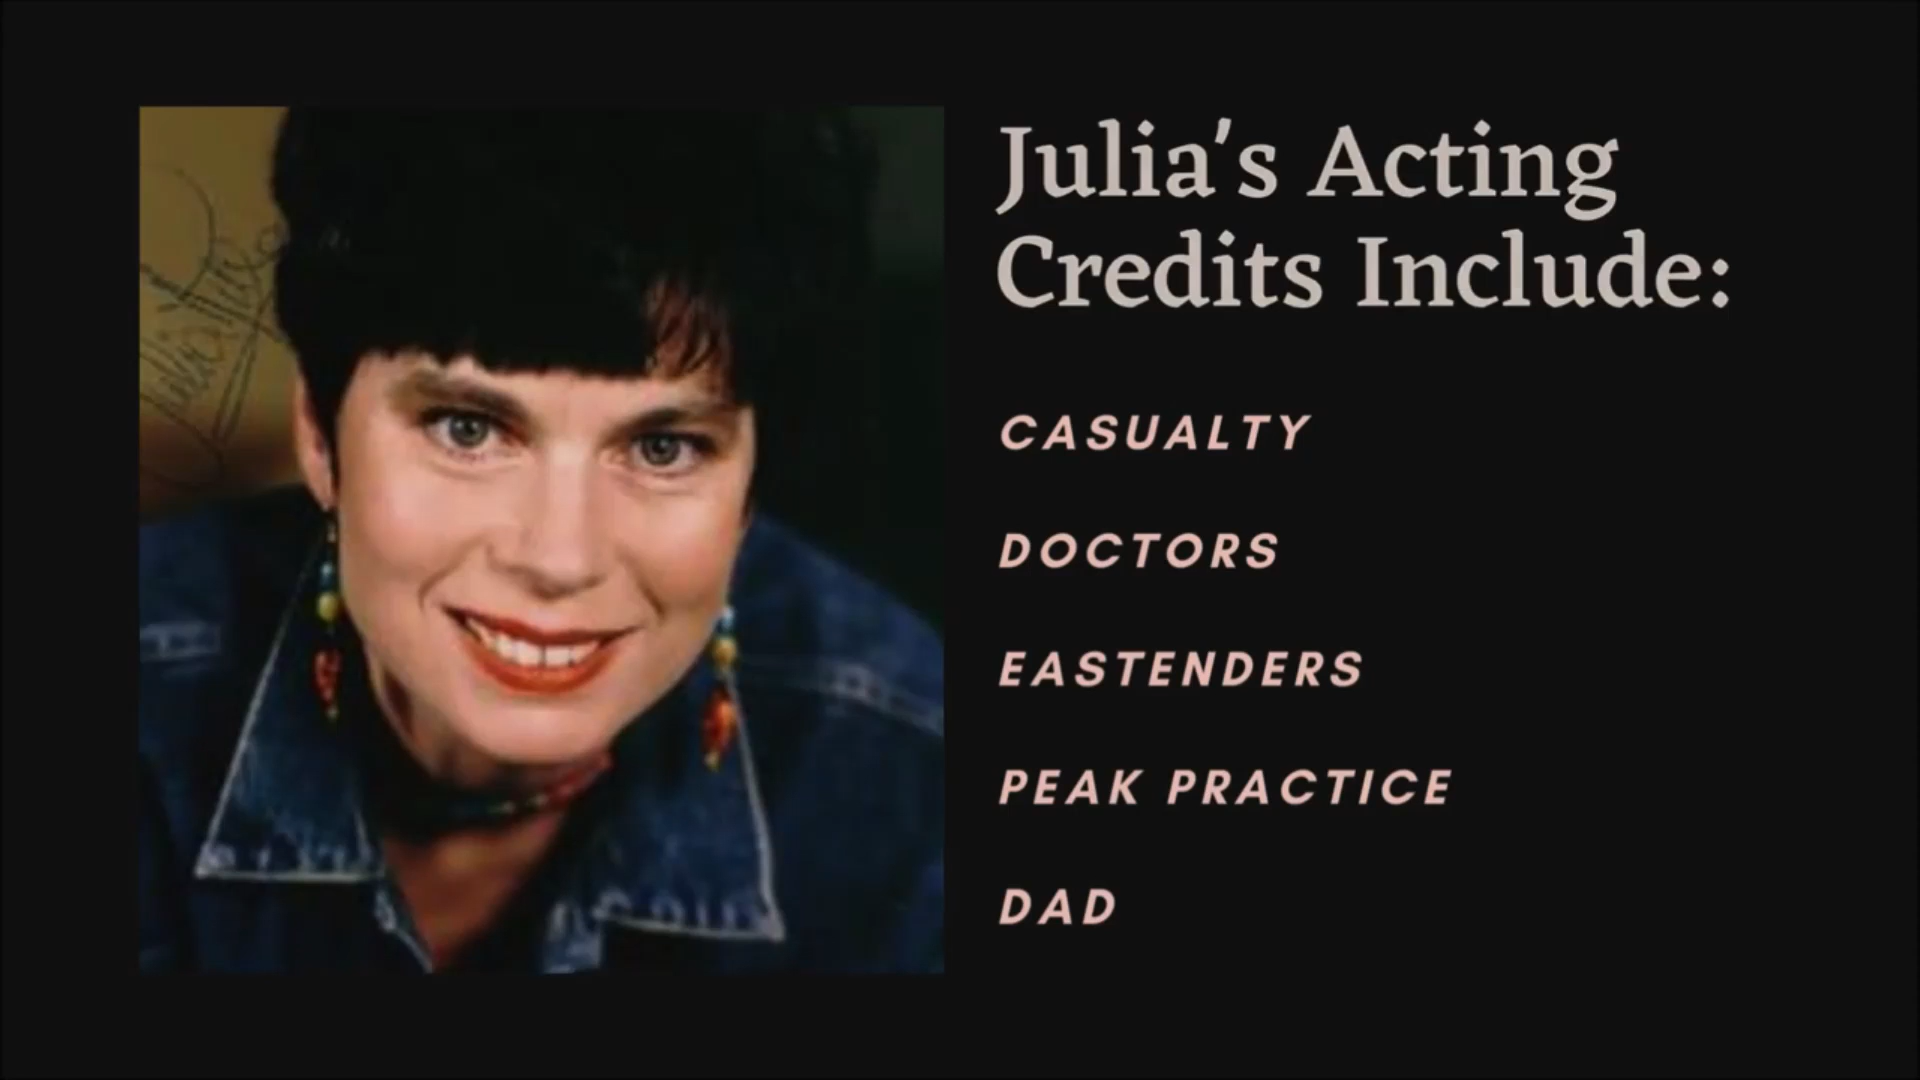 Julia's Acting
Credits Include:
CASUALTY
DOCTORS
EASTENDERS
PEAK PRACTICE
DAD